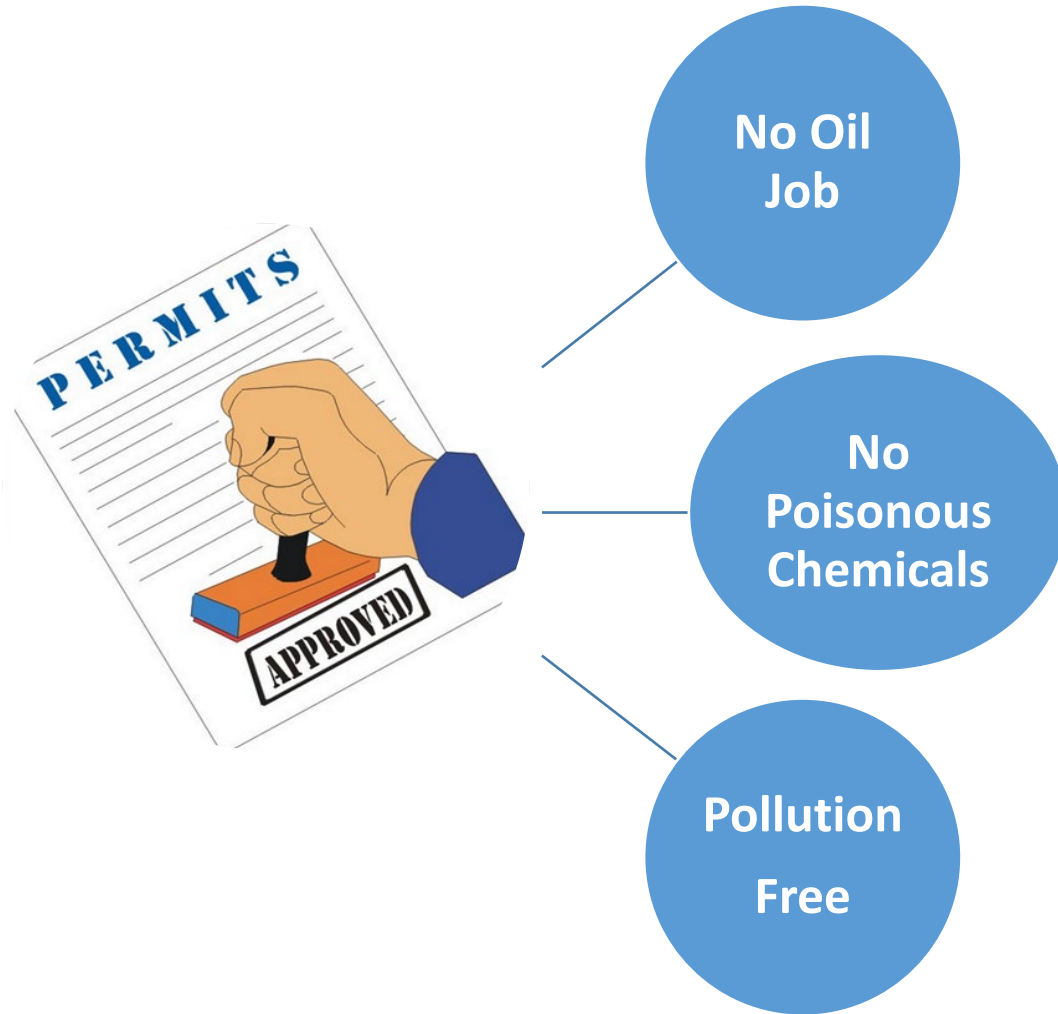 PERMITS
APPROVED
No Oil
Job
No
Poisonous
Chemicals
Pollution
Free